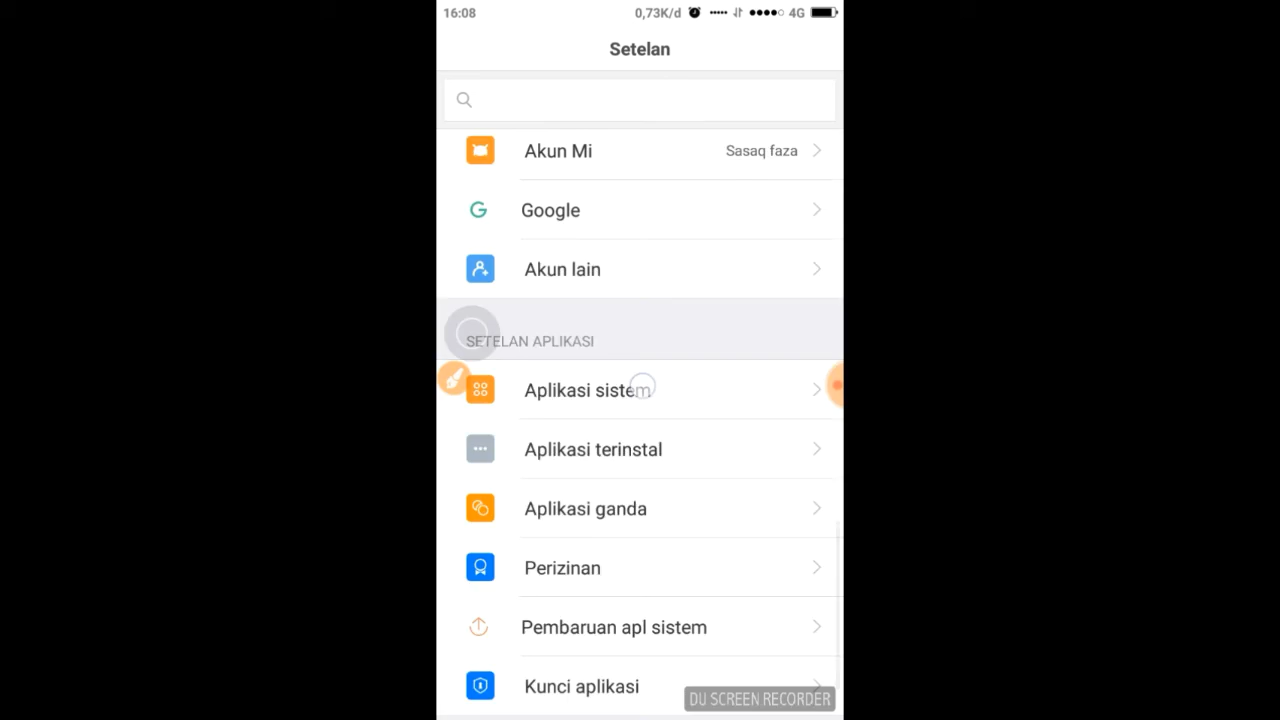 16:08 0,73K/d 4G
Setelan
Akun Mi Sasaq faza
Google
Akun lain
SETELAN APLIKASI
Aplikasi sistem
Aplikasi terinstal
Aplikasi ganda
Perizinan
Pembaruan apl sistem
Kunci aplikasi
DU SCREEN RECORDER